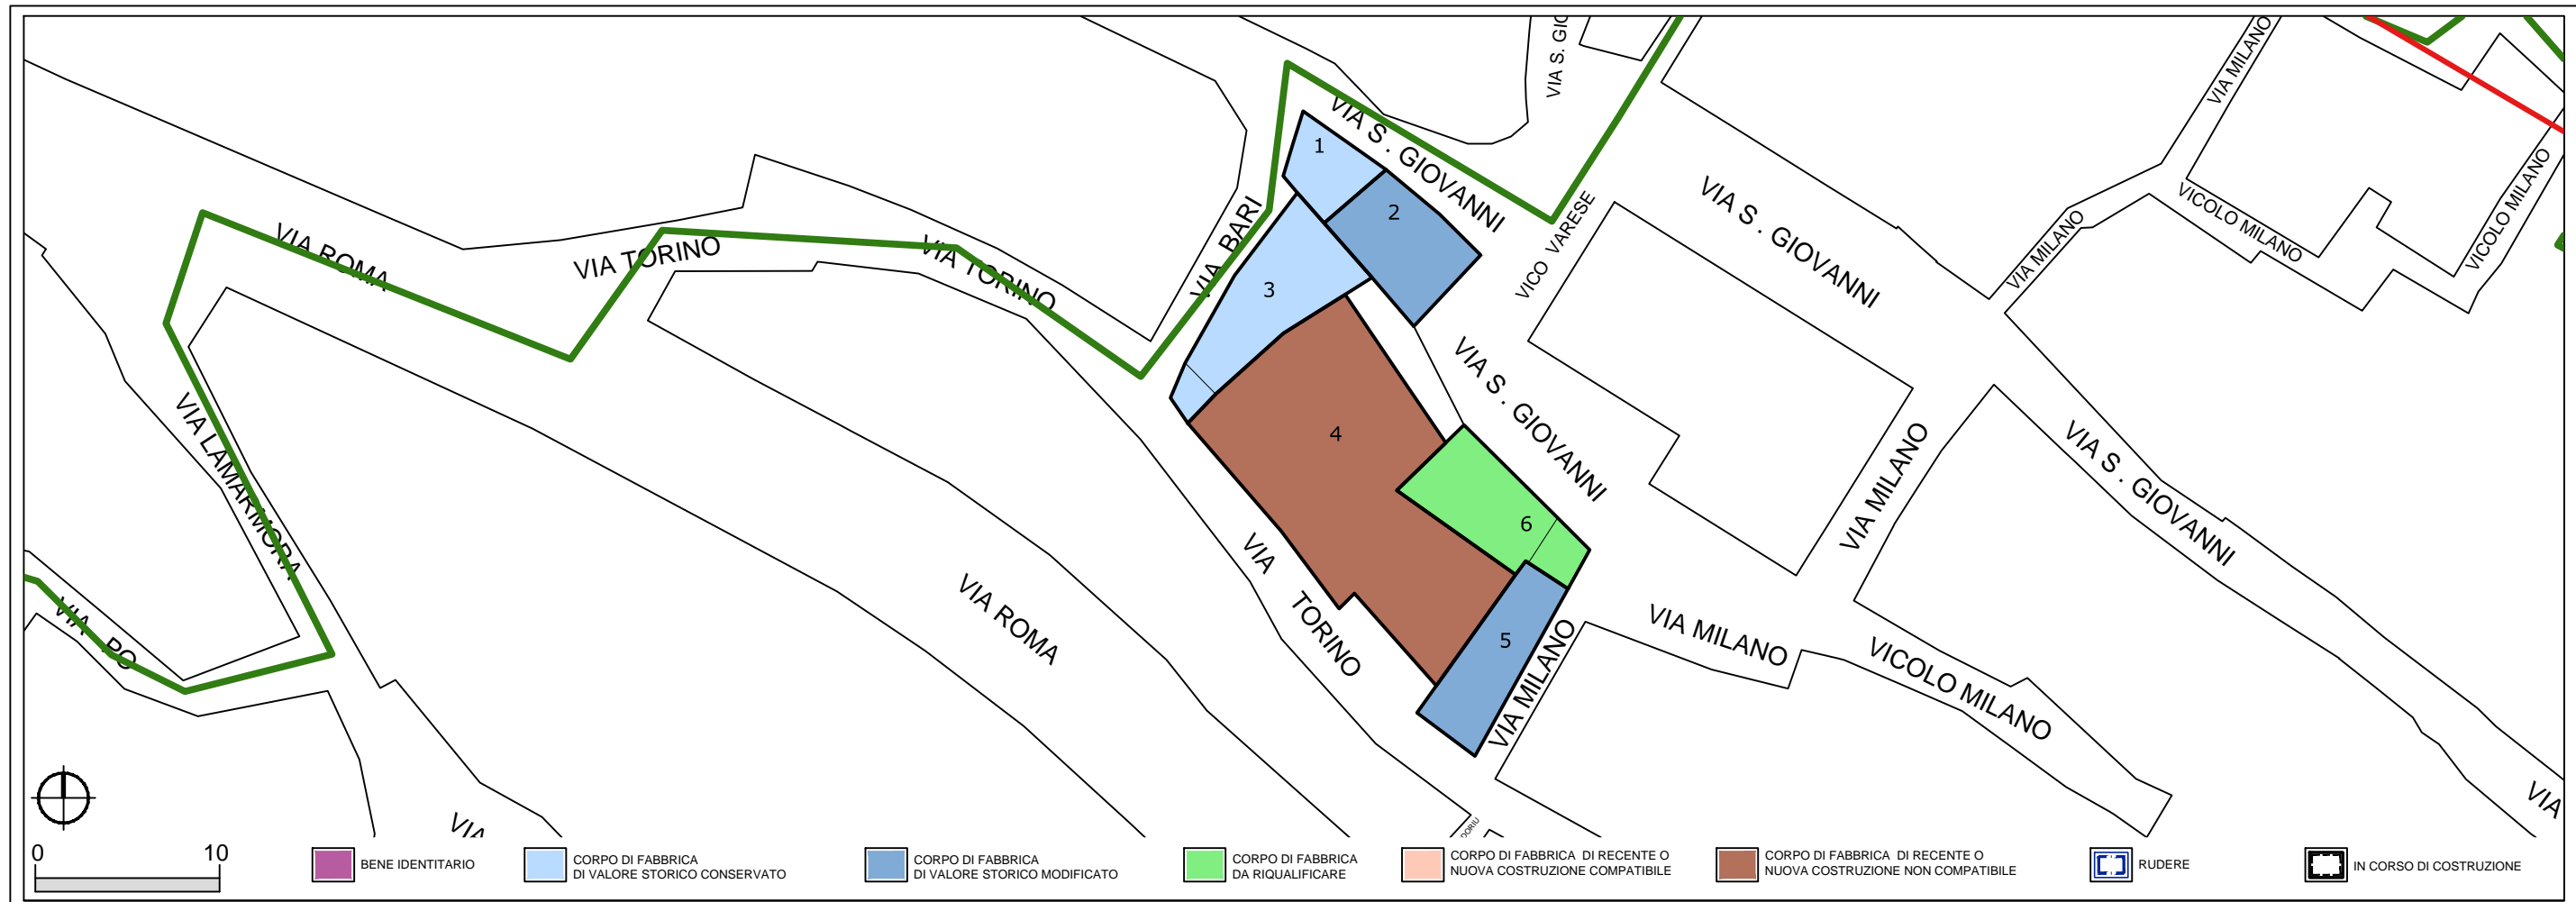 VIA MILANO
VIA S. GIO
VIA S . GIOVANNI
1
2
VICO VARESE
VIA S . GIOVANNI
VICOLO MILANO
VICOLO MILANO
VIA MILANO
VIA ROMA
VIA TORINO
VIA TORINO
VIA BARI
3
VIA S . GIOVANNI
4
VIA LAMARMORA
VIA MILANO
VIA S . GIOVANNI
6
VIA TORINO
VIA PO
VIA ROMA
5
VIA MILANO
VIA MILANO
VICOLO MILANO
VIA
VIA
DORIU
0 10
BENE IDENTITARIO
CORPO DI FABBRICA
DI VALORE STORICO CONSERVATO
CORPO DI FABBRICA
DI VALORE STORICO MODIFICATO
CORPO DI FABBRICA
DA RIQUALIFICARE
CORPO DI FABBRICA DI RECENTE O
NUOVA COSTRUZIONE COMPATIBILE
CORPO DI FABBRICA DI RECENTE O
NUOVA COSTRUZIONE NON COMPATIBILE
RUDERE
IN CORSO DI COSTRUZIONE